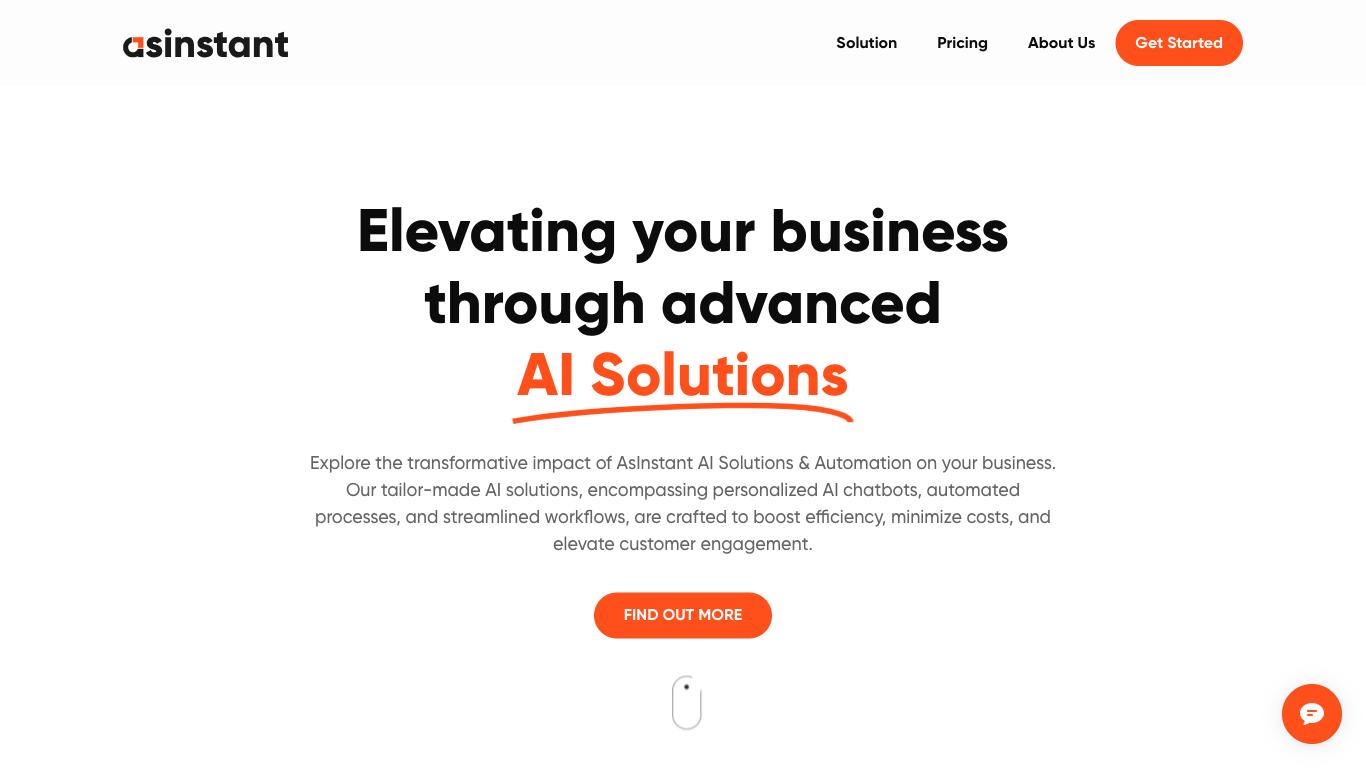 asinstant
Solution
Pricing
About Us
Get Started
Elevating your business
through advanced
AI Solutions
Explore the transformative impact of AsInstant AI Solutions & Automation on your business.
Our tailor-made AI solutions, encompassing personalized AI chatbots, automated
processes, and streamlined workflows, are crafted to boost efficiency, minimize costs, and
elevate customer engagement.
FIND OUT MORE